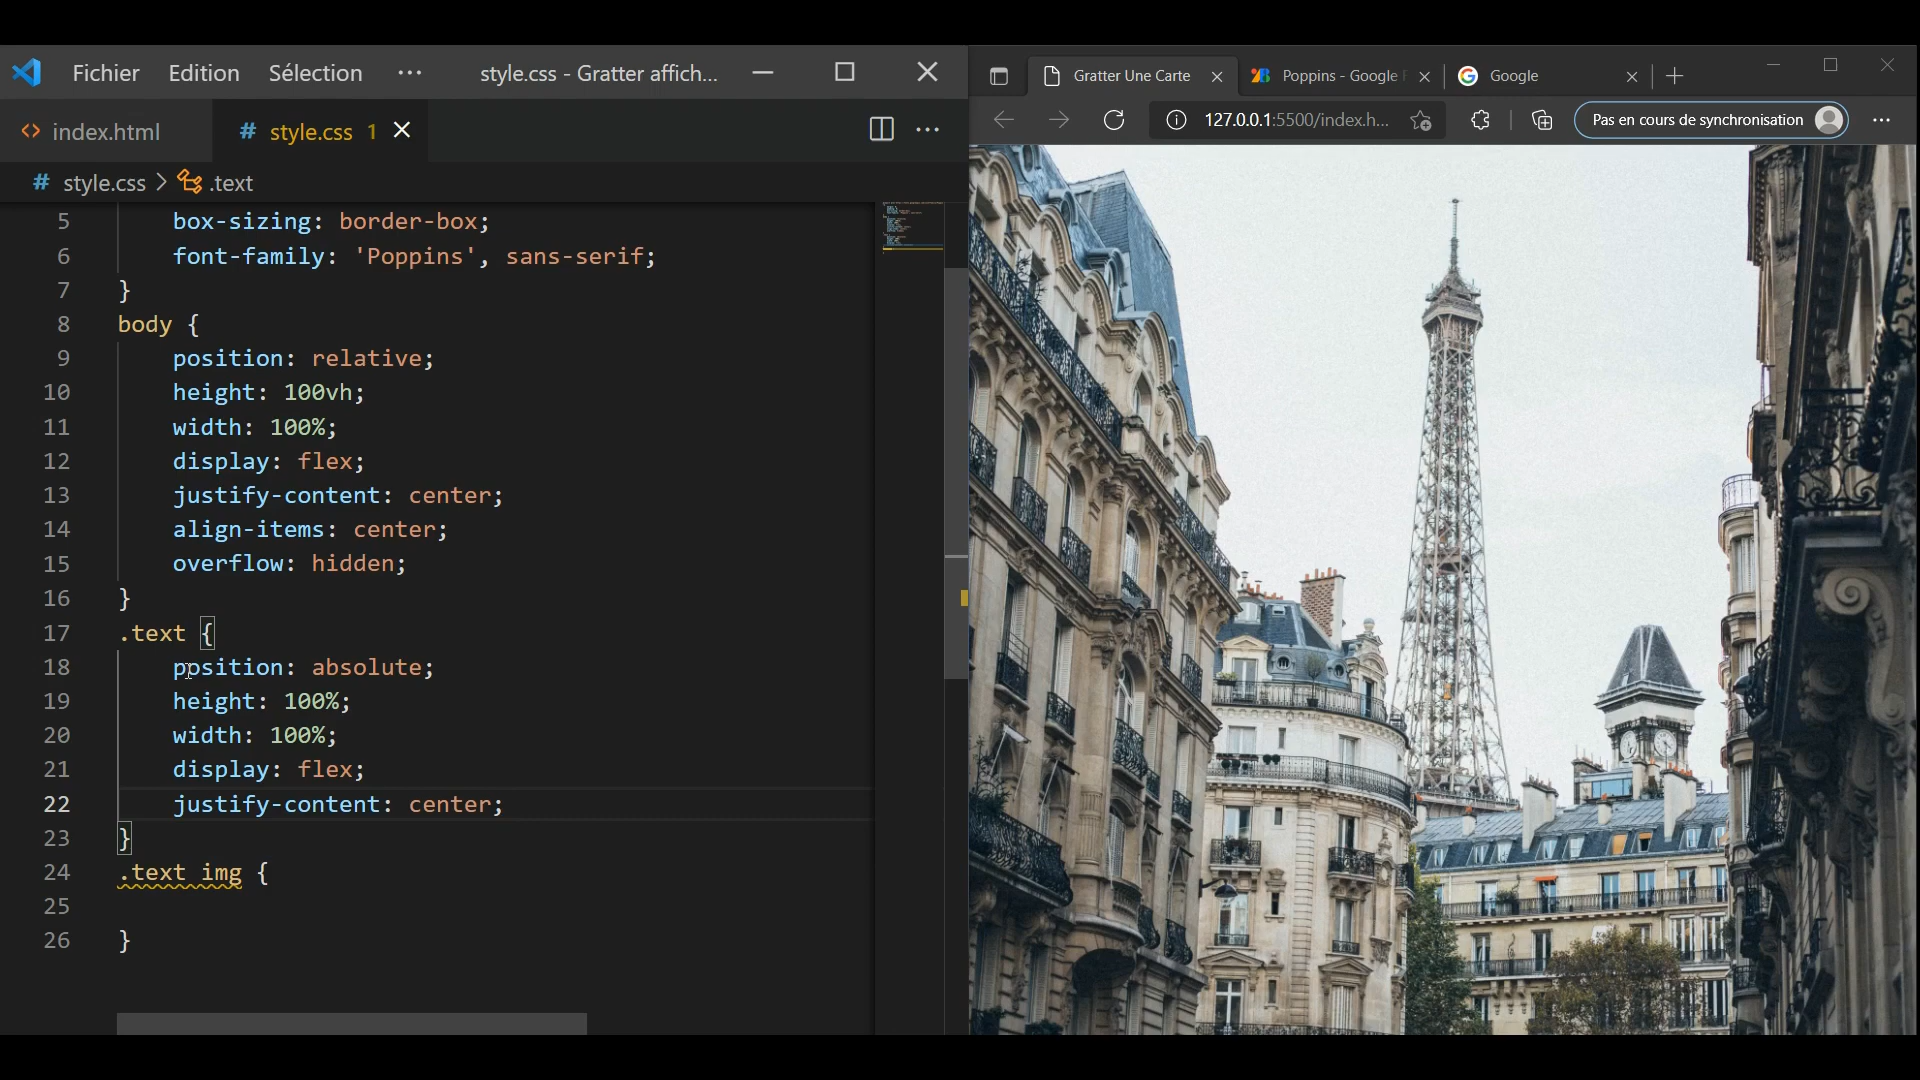 Fichier Edition Sélection ··· style.css - Gratter affich...
index.html # style.css 1
# style.css > .text
5 box-sizing: border-box;
6 font-family: 'Poppins', sans-serif;
7 }
8 body {
9 position: relative;
10 height: 100vh;
11 width: 100%;
12 display: flex;
13 justify-content: center;
14 align-items: center;
15 overflow: hidden;
16 }
17 .text {
18 position: absolute;
19 height: 100%;
20 width: 100%;
21 display: flex;
22 justify-content: center;
23 }
24 .text img {
25
26 }
Gratter Une Carte
Poppins - Google F
Google
127.0.0.1:5500/index.h...
Pas en cours de synchronisation